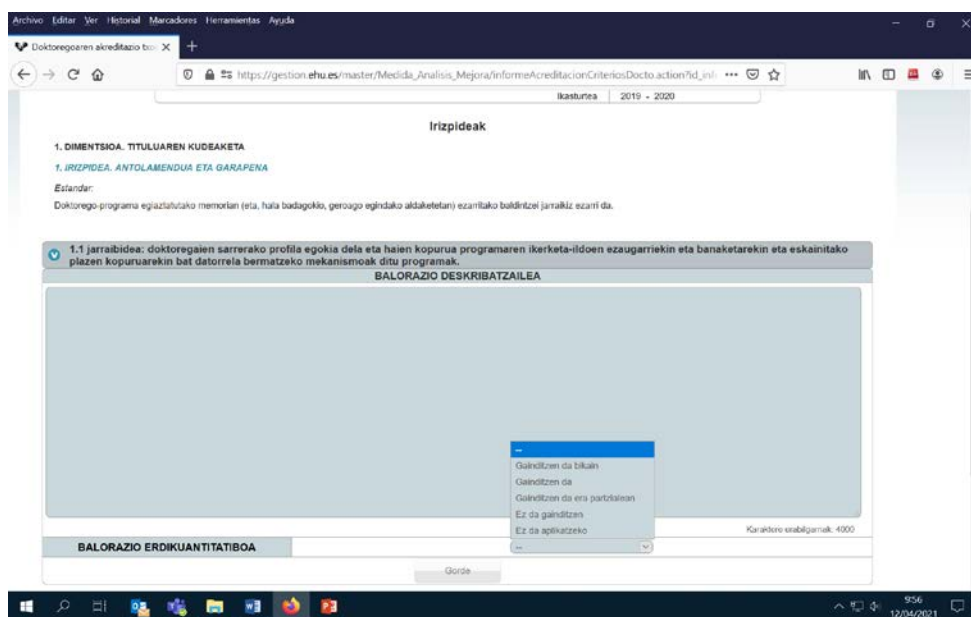 Archivo Editar Ver Historial Marcadores Herramientas Ayuda
Doktoregoaren akreditazio
https://gestion.ehu.es/master/Medida_Analisis_Mejora/informeAcreditacionCriteriosDocto.action?id_inf
Ikasturtea 2019 - 2020
Irizpideak
1. DIMENTSIOA. TITULUAREN KUDEAKETA
1. IRIZPIDEA. ANTOLAMENDUA ETA GARAPENA
Estandar:
Doktorego-programa egiaztatutako memorian (eta, hala badagokio, geroago egindako aldaketetan) ezarritako baldintzei jarraikiz ezarri da.
1.1 jarraibidea: doktoregaien sarrerako profila egokia dela eta haien kopurua programaren ikerketa-ildoen ezaugarriekin eta banaketarekin eta eskainitako
plazen kopuruarekin bat datorrela bermatzeko mekanismoak ditu programak.
BALORAZIO DESKRIBATZAILEA
--
Gainditzen da bikain
Gainditzen da
Gainditzen da era partzialean
Ez da gainditzen
Ez da aplikatzeko
Karaktere erabilgarriak: 4000
BALORAZIO ERDIKUANTITATIBOA --
Gorde
9:56
12/04/2021